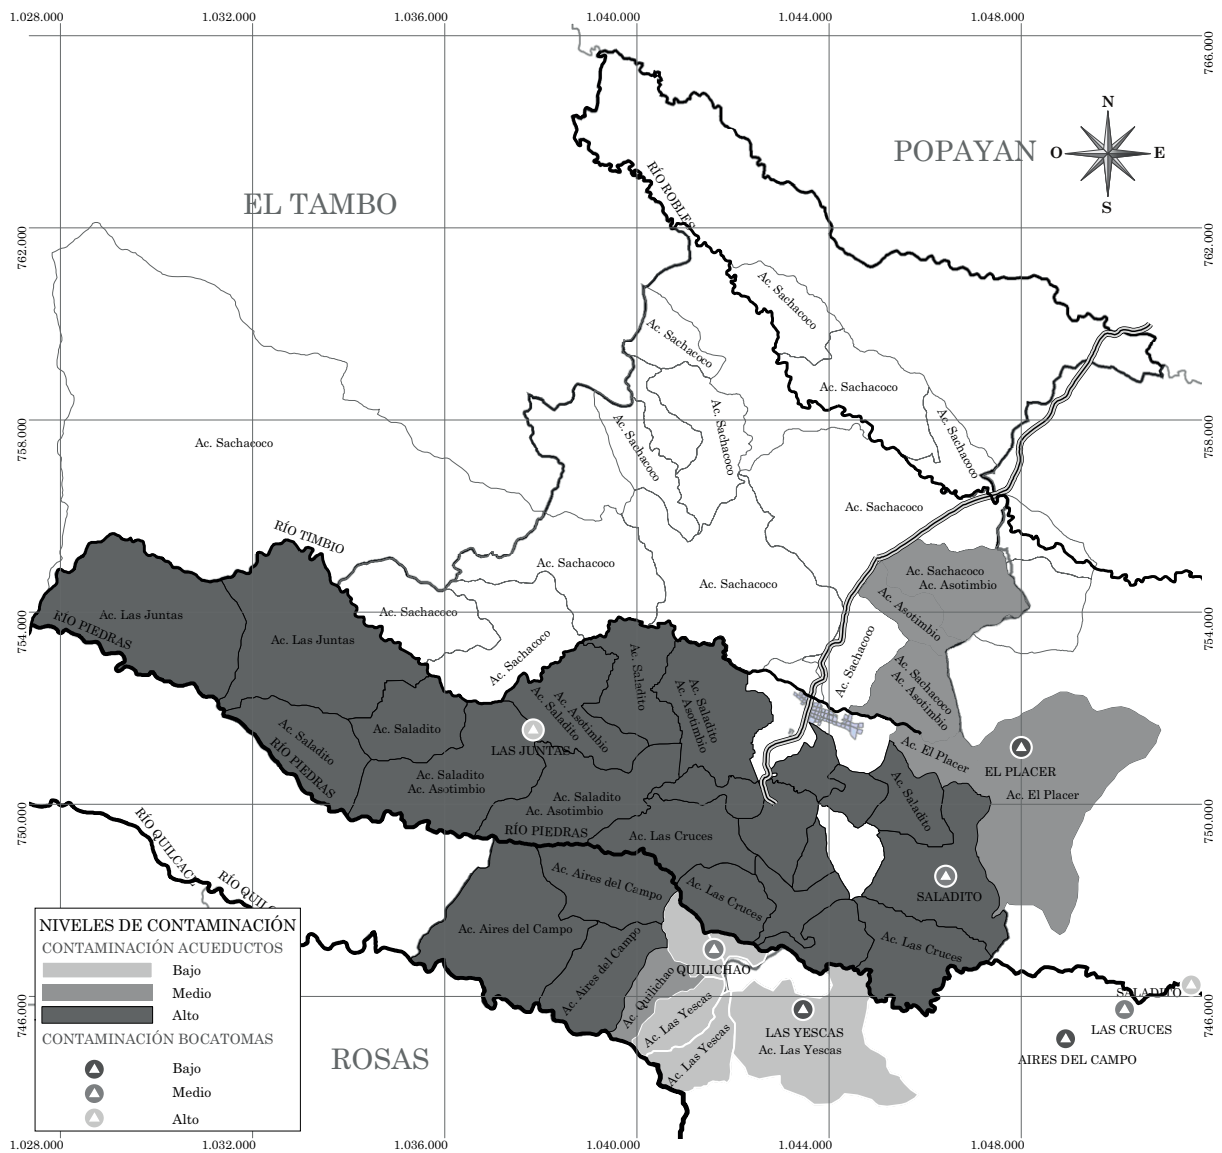 1.028.000 1.032.000 1.036.000 1.040.000 1.044.000 1.048.000
766.000
N
POPAYAN
O E
S
RÍO ROBLES
EL TAMBO
762.000 762.000
Ac. Sachacoco
Ac. Sachacoco
Ac. Sachacoco
Ac. Sachacoco
Ac. Sachacoco
Ac. Sachacoco
758.000 758.000
Ac. Sachacoco
Ac. Sachacoco
RÍO TIMBIO
Ac. Sachacoco
Ac. Sachacoco
Ac. Sachacoco
Ac. Asotimbio
Ac. Asotimbio
Ac. Sachacoco
Ac. Las Juntas
RÍO PIEDRAS
754.000 754.000
Ac. Las Juntas
Ac. Sachacoco
Ac. Sachacoco
Ac. Saladito
Ac. Sachacoco
Ac. Asotimbio
Ac. Saladito
Ac. Asotimbio
Ac. Asotimbio
Ac. Saladito
Ac. Saladito
Ac. Saladito
LAS JUNTAS
Ac. El Placer
EL PLACER
RÍO PIEDRAS
Ac. Saladito
Ac. Asotimbio
Ac. Saladito
Ac. Asotimbio
Ac. El Placer
Ac. Saladito
750.000 750.000
RÍO PIEDRAS
Ac. Las Cruces
RÍO QUILCACE
RÍO QUILC
Ac. Aires del Campo
Ac. Las Cruces
SALADITO
Ac. Aires del Campo
Ac. Las Cruces
Ac. Aires del Campo
QUILICHAO
Ac. Quilichao
SALADITO
Ac. Las Yescas
LAS YESCAS
Ac. Las Yescas
Ac. Las Yescas
LAS CRUCES
AIRES DEL CAMPO
746.000 746.000
ROSAS
NIVELES DE CONTAMINACIÓN
CONTAMINACIÓN ACUEDUCTOS
Bajo
Medio
Alto
CONTAMINACIÓN BOCATOMAS
Bajo
Medio
Alto
1.028.000 1.032.000 1.036.000 1.040.000 1.044.000 1.048.000